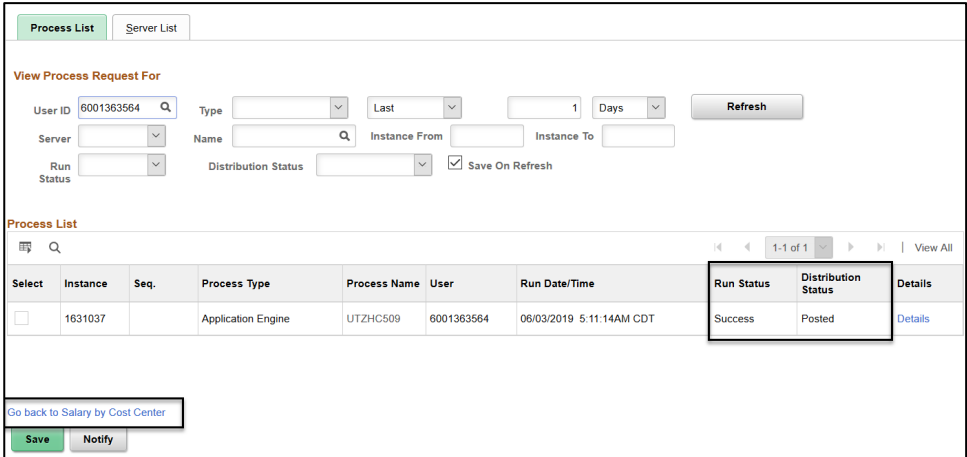 Process List Server List
View Process Request For
User ID 6001363564 Type Last 1 Days Refresh
Server Name Instance From Instance To
Run Status Distribution Status Save On Refresh
Process List
1-1 of 1 | View All
Select Instance Seq. Process Type Process Name User Run Date/Time Run Status Distribution Status Details
1631037 Application Engine UTZHC509 6001363564 06/03/2019 5:11:14AM CDT Success Posted Details
Go back to Salary by Cost Center
Save Notify